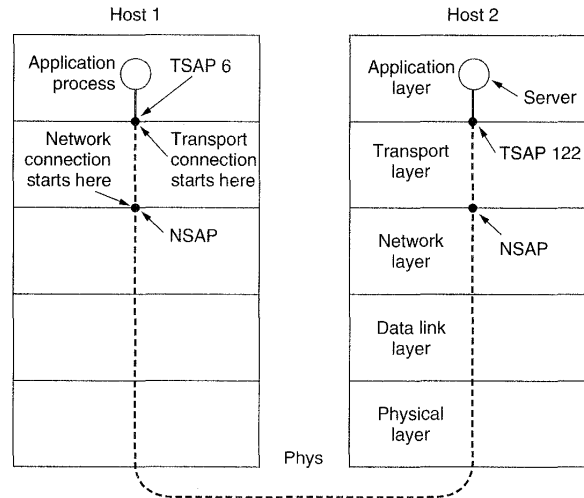 Host 1
Host 2
Application
process
TSAP 6
Application
layer
Server
Network
connection
starts here
Transport
connection
starts here
Transport
layer
TSAP 122
NSAP
Network
layer
NSAP
Data link
layer
Physical
layer
Phys